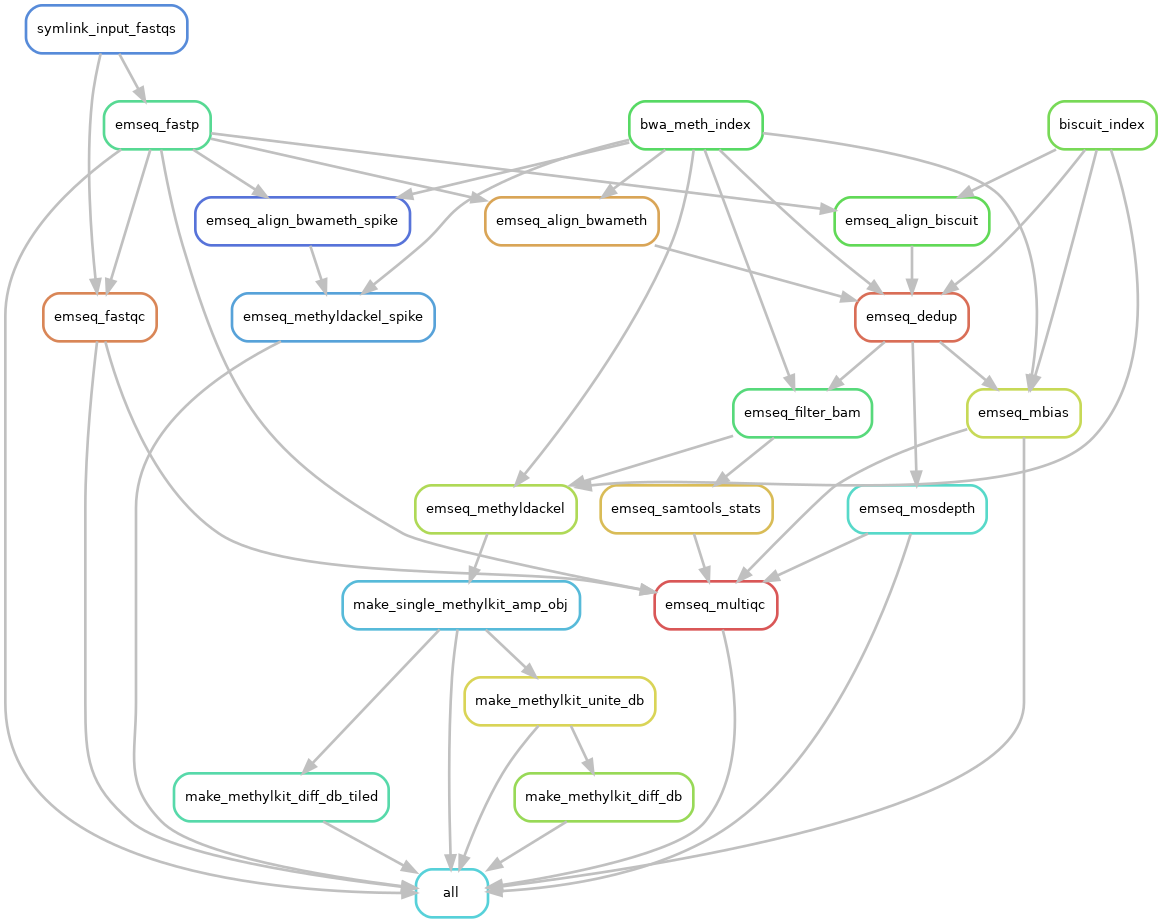 symlink_input_fastqs
emseq_fastp
bwa_meth_index
biscuit_index
emseq_align_bwameth_spike
emseq_align_bwameth
emseq_align_biscuit
emseq_fastqc
emseq_methyldackel_spike
emseq_dedup
emseq_filter_bam
emseq_mbias
emseq_methyldackel
emseq_samtools_stats
emseq_mosdepth
make_single_methylkit_amp_obj
emseq_multiqc
make_methylkit_unite_db
make_methylkit_diff_db_tiled
make_methylkit_diff_db
all